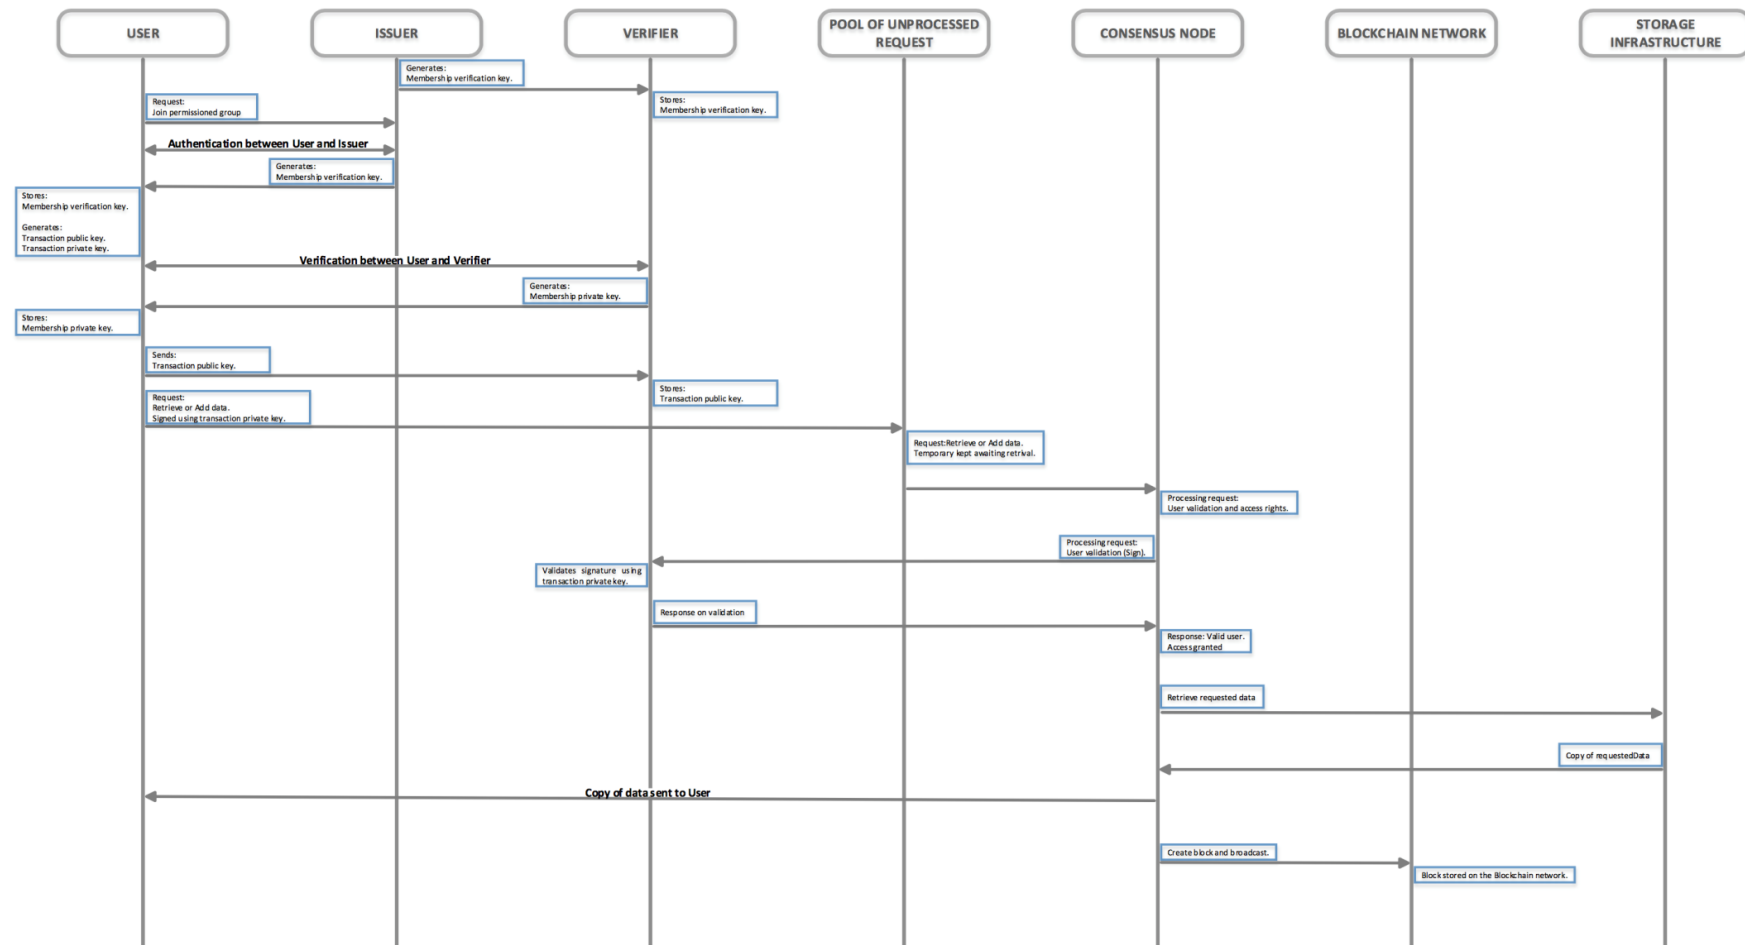 USER
ISSUER
VERIFIER
POOL OF UNPROCESSED
REQUEST
CONSENSUS NODE
BLOCKCHAIN NETWORK
STORAGE
INFRASTRUCTURE
Generates:
Membership verification key.
Request:
Join permissioned group
Stores:
Membership verification key.
Authentication between User and Issuer
Generates:
Membership verification key.
Stores:
Membership verification key.
Generates:
Transaction public key.
Transaction private key.
Verification between User and Verifier
Generates:
Membership private key.
Stores:
Membership private key.
Sends:
Transaction public key.
Stores:
Transaction public key.
Request:
Retrieve or Add data.
Signed using transaction private key.
Request:Retrieve or Add data.
Temporary kept awaiting retrival.
Processing request:
User validation and access rights.
Processing request:
User validation (Sign).
Validates signature using
transaction private key.
Response on validation
Response: Valid user.
Access granted
Retrieve requested data
Copy of requestedData
Copy of data sent to User
Create block and broadcast.
Block stored on the Blockchain network.